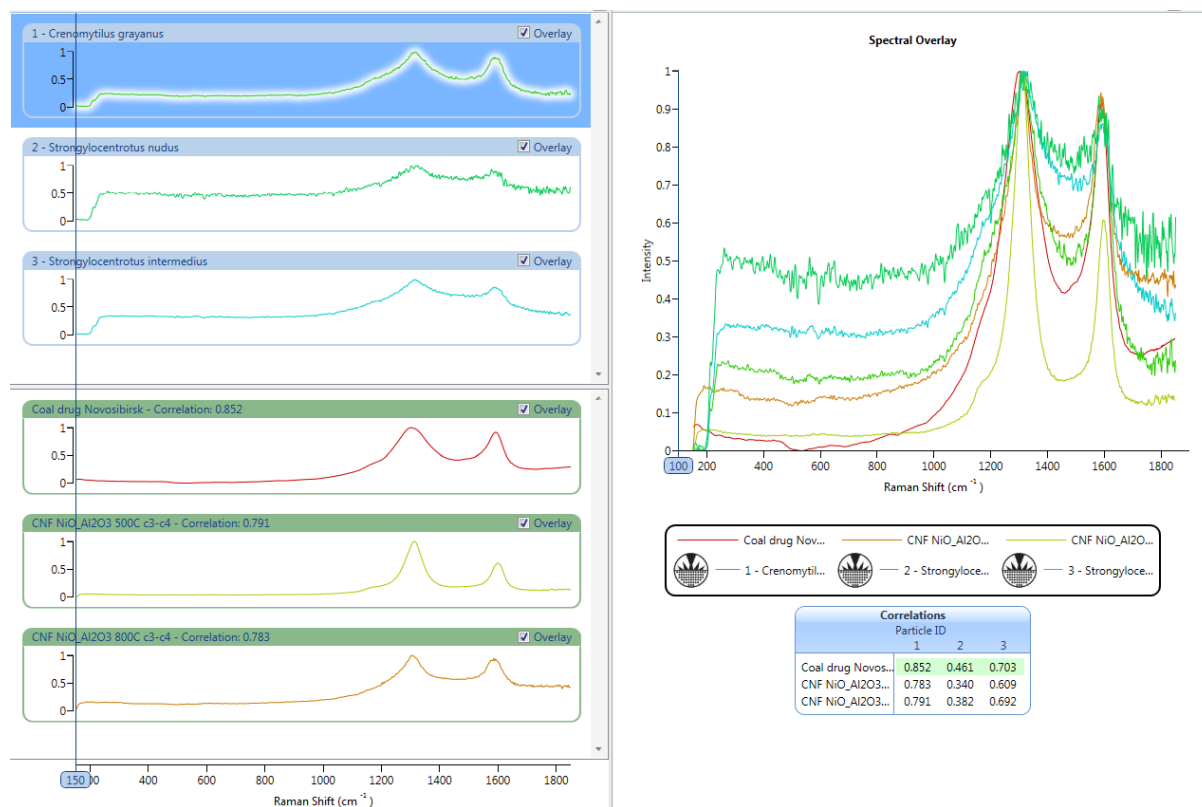 1 - Crenomytilus grayanus
Overlay
1
0.5
0
2 - Strongylocentrotus nudus
Overlay
1
0.5
0
3 - Strongylocentrotus intermedius
Overlay
1
0.5
0
Coal drug Novosibirsk - Correlation: 0.852
Overlay
1
0.5
0
CNF NiO_Al2O3 500C c3-c4 - Correlation: 0.791
Overlay
1
0.5
0
CNF NiO_Al2O3 800C c3-c4 - Correlation: 0.783
Overlay
1
0.5
0
150 400 600 800 1000 1200 1400 1600 1800
Raman Shift (cm⁻¹)
Spectral Overlay
Intensity
1
0.9
0.8
0.7
0.6
0.5
0.4
0.3
0.2
0.1
0
100 200 400 600 800 1000 1200 1400 1600 1800
Raman Shift (cm⁻¹)
Coal drug Nov... CNF NiO_Al2O... CNF NiO_Al2O...
1 - Crenomytil... 2 - Strongyloce... 3 - Strongyloce...
Correlations
Particle ID
1 2 3
Coal drug Novos... 0.852 0.461 0.703
CNF NiO_Al2O3... 0.783 0.340 0.609
CNF NiO_Al2O3... 0.791 0.382 0.692